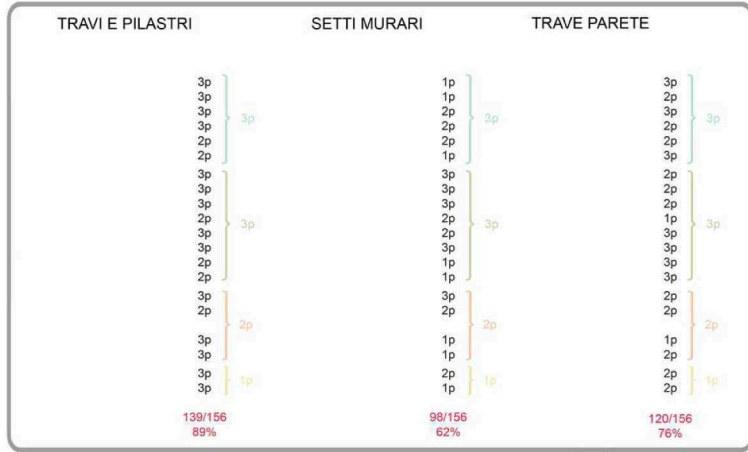 TRAVI E PILASTRI SETTI MURARI TRAVE PARETE
3p 1p 3p
3p 1p 2p
3p 2p 3p
3p 3p 2p 3p 2p 3p
2p 2p 2p
2p 1p 3p
3p 3p 2p
3p 3p 2p
3p 3p 2p
2p 3p 2p 3p 1p 3p
3p 2p 3p
3p 3p 3p
2p 1p 3p
2p 1p 3p
3p 3p 2p
2p 2p 2p
2p 2p 2p
3p 1p 1p
3p 1p 2p
3p 2p 2p
1p 1p 1p
3p 1p 2p
139/156 98/156 120/156
89% 62% 76%